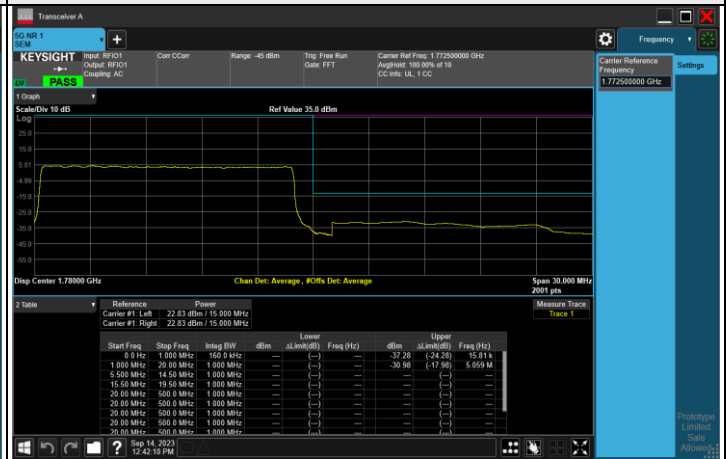 Transceiver A
5G NR 1
SEM
Frequency
KEYSIGHT
Input: RFIO1
Output: RFIO1
Coupling: AC
Corr CCorr
Range: -45 dBm
Trig: Free Run
Gate: FFT
Carrier Ref Freq: 1.772500000 GHz
Avg|Hold: 100.00% of 10
CC Info: UL, 1 CC
PASS
Carrier Reference
Frequency
1.772500000 GHz
Settings
1 Graph
Scale/Div 10 dB
Ref Value 35.0 dBm
Log
25.0
15.0
5.01
-4.99
-15.0
-25.0
-35.0
-45.0
-55.0
Disp Center 1.78000 GHz
Chan Det: Average , #Offs Det: Average
Span 30.000 MHz
2001 pts
2 Table
Reference Power
Carrier #1: Left 22.83 dBm / 15.000 MHz
Carrier #1: Right 22.83 dBm / 15.000 MHz
Measure Trace
Trace 1
Lower Upper
Start Freq Stop Freq Integ BW dBm ΔLimit(dB) Freq (Hz) dBm ΔLimit(dB) Freq (Hz)
0.0 Hz 1.000 MHz 160.0 kHz --- (---) --- -37.28 (-24.28) 15.81 k
1.000 MHz 20.00 MHz 1.000 MHz --- (---) --- -30.98 (-17.98) 5.059 M
5.500 MHz 14.50 MHz 1.000 MHz --- (---) --- --- (---) ---
15.50 MHz 19.50 MHz 1.000 MHz --- (---) --- --- (---) ---
20.00 MHz 500.0 MHz 1.000 MHz --- (---) --- --- (---) ---
20.00 MHz 500.0 MHz 1.000 MHz --- (---) --- --- (---) ---
20.00 MHz 500.0 MHz 1.000 MHz --- (---) --- --- (---) ---
20.00 MHz 500.0 MHz 1.000 MHz --- (---) --- --- (---) ---
Sep 14, 2023
12:42:10 PM
Prototype
Limited
Sale
Allowed